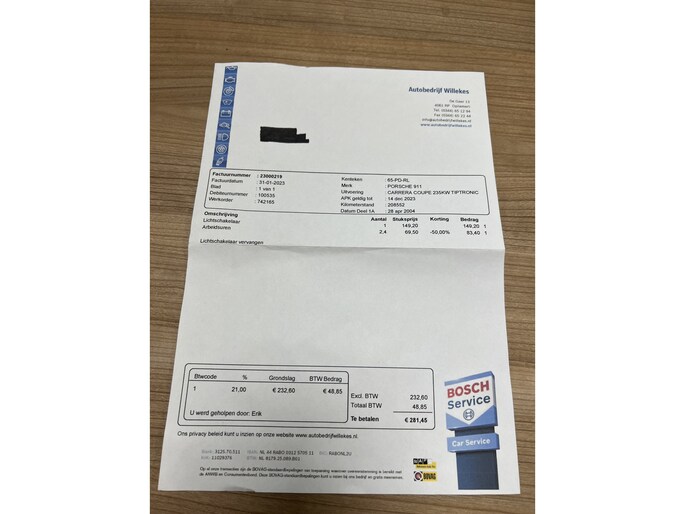 Autobedrijf Willekes
info@autobedrijfwillekes.nl
www.autobedrijfwillekes.nl
Factuurnummer : 23000219
Factuurdatum : 31-01-2023
Blad : 1 van 1
Debiteurnummer : 100535
Werkorder : 742165
Kenteken : 65-PD-RL
Merk : PORSCHE 911
Uitvoering : CARRERA COUPE 235KW TIPTRONIC
APK geldig tot : 14 dec 2023
Kilometerstand : 208552
Datum Deel 1A : 28 apr 2004
Omschrijving Aantal Stuksprijs Korting Bedrag
Lichtschakelaar 1 149,20 149,20 1
Arbeidsuren 2,4 69,50 -50,00% 83,40 1
Lichtschakelaar vervangen
Btwcode % Grondslag BTW Bedrag
1 21,00 € 232,60 € 48,85
U werd geholpen door: Erik
Excl. BTW 232,60
Totaal BTW 48,85
Te betalen € 281,45
BOSCH
Service
Car Service
Ons privacy beleid kunt u inzien op onze website www.autobedrijfwillekes.nl
BOVAG